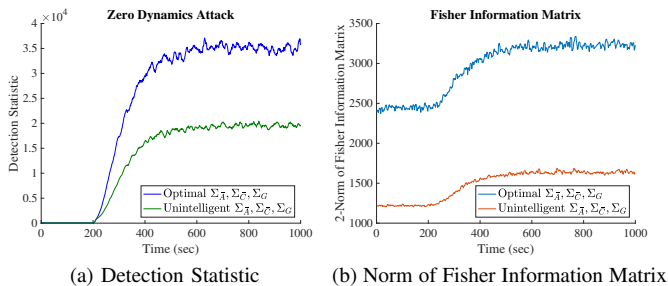 Zero Dynamics Attack
×10⁴
4
3.5
3
2.5
2
1.5
1
0.5
0
0
200
400
600
800
1000
Detection Statistic
Time (sec)
Optimal Σ_Ā, Σ_C̄, Σ_G
Unintelligent Σ_Ā, Σ_C̄, Σ_G
(a) Detection Statistic
Fisher Information Matrix
3500
3000
2500
2000
1500
1000
0
200
400
600
800
1000
2-Norm of Fisher Information Matrix
Time (sec)
Optimal Σ_Ā, Σ_C̄, Σ_G
Unintelligent Σ_Ā, Σ_C̄, Σ_G
(b) Norm of Fisher Information Matrix